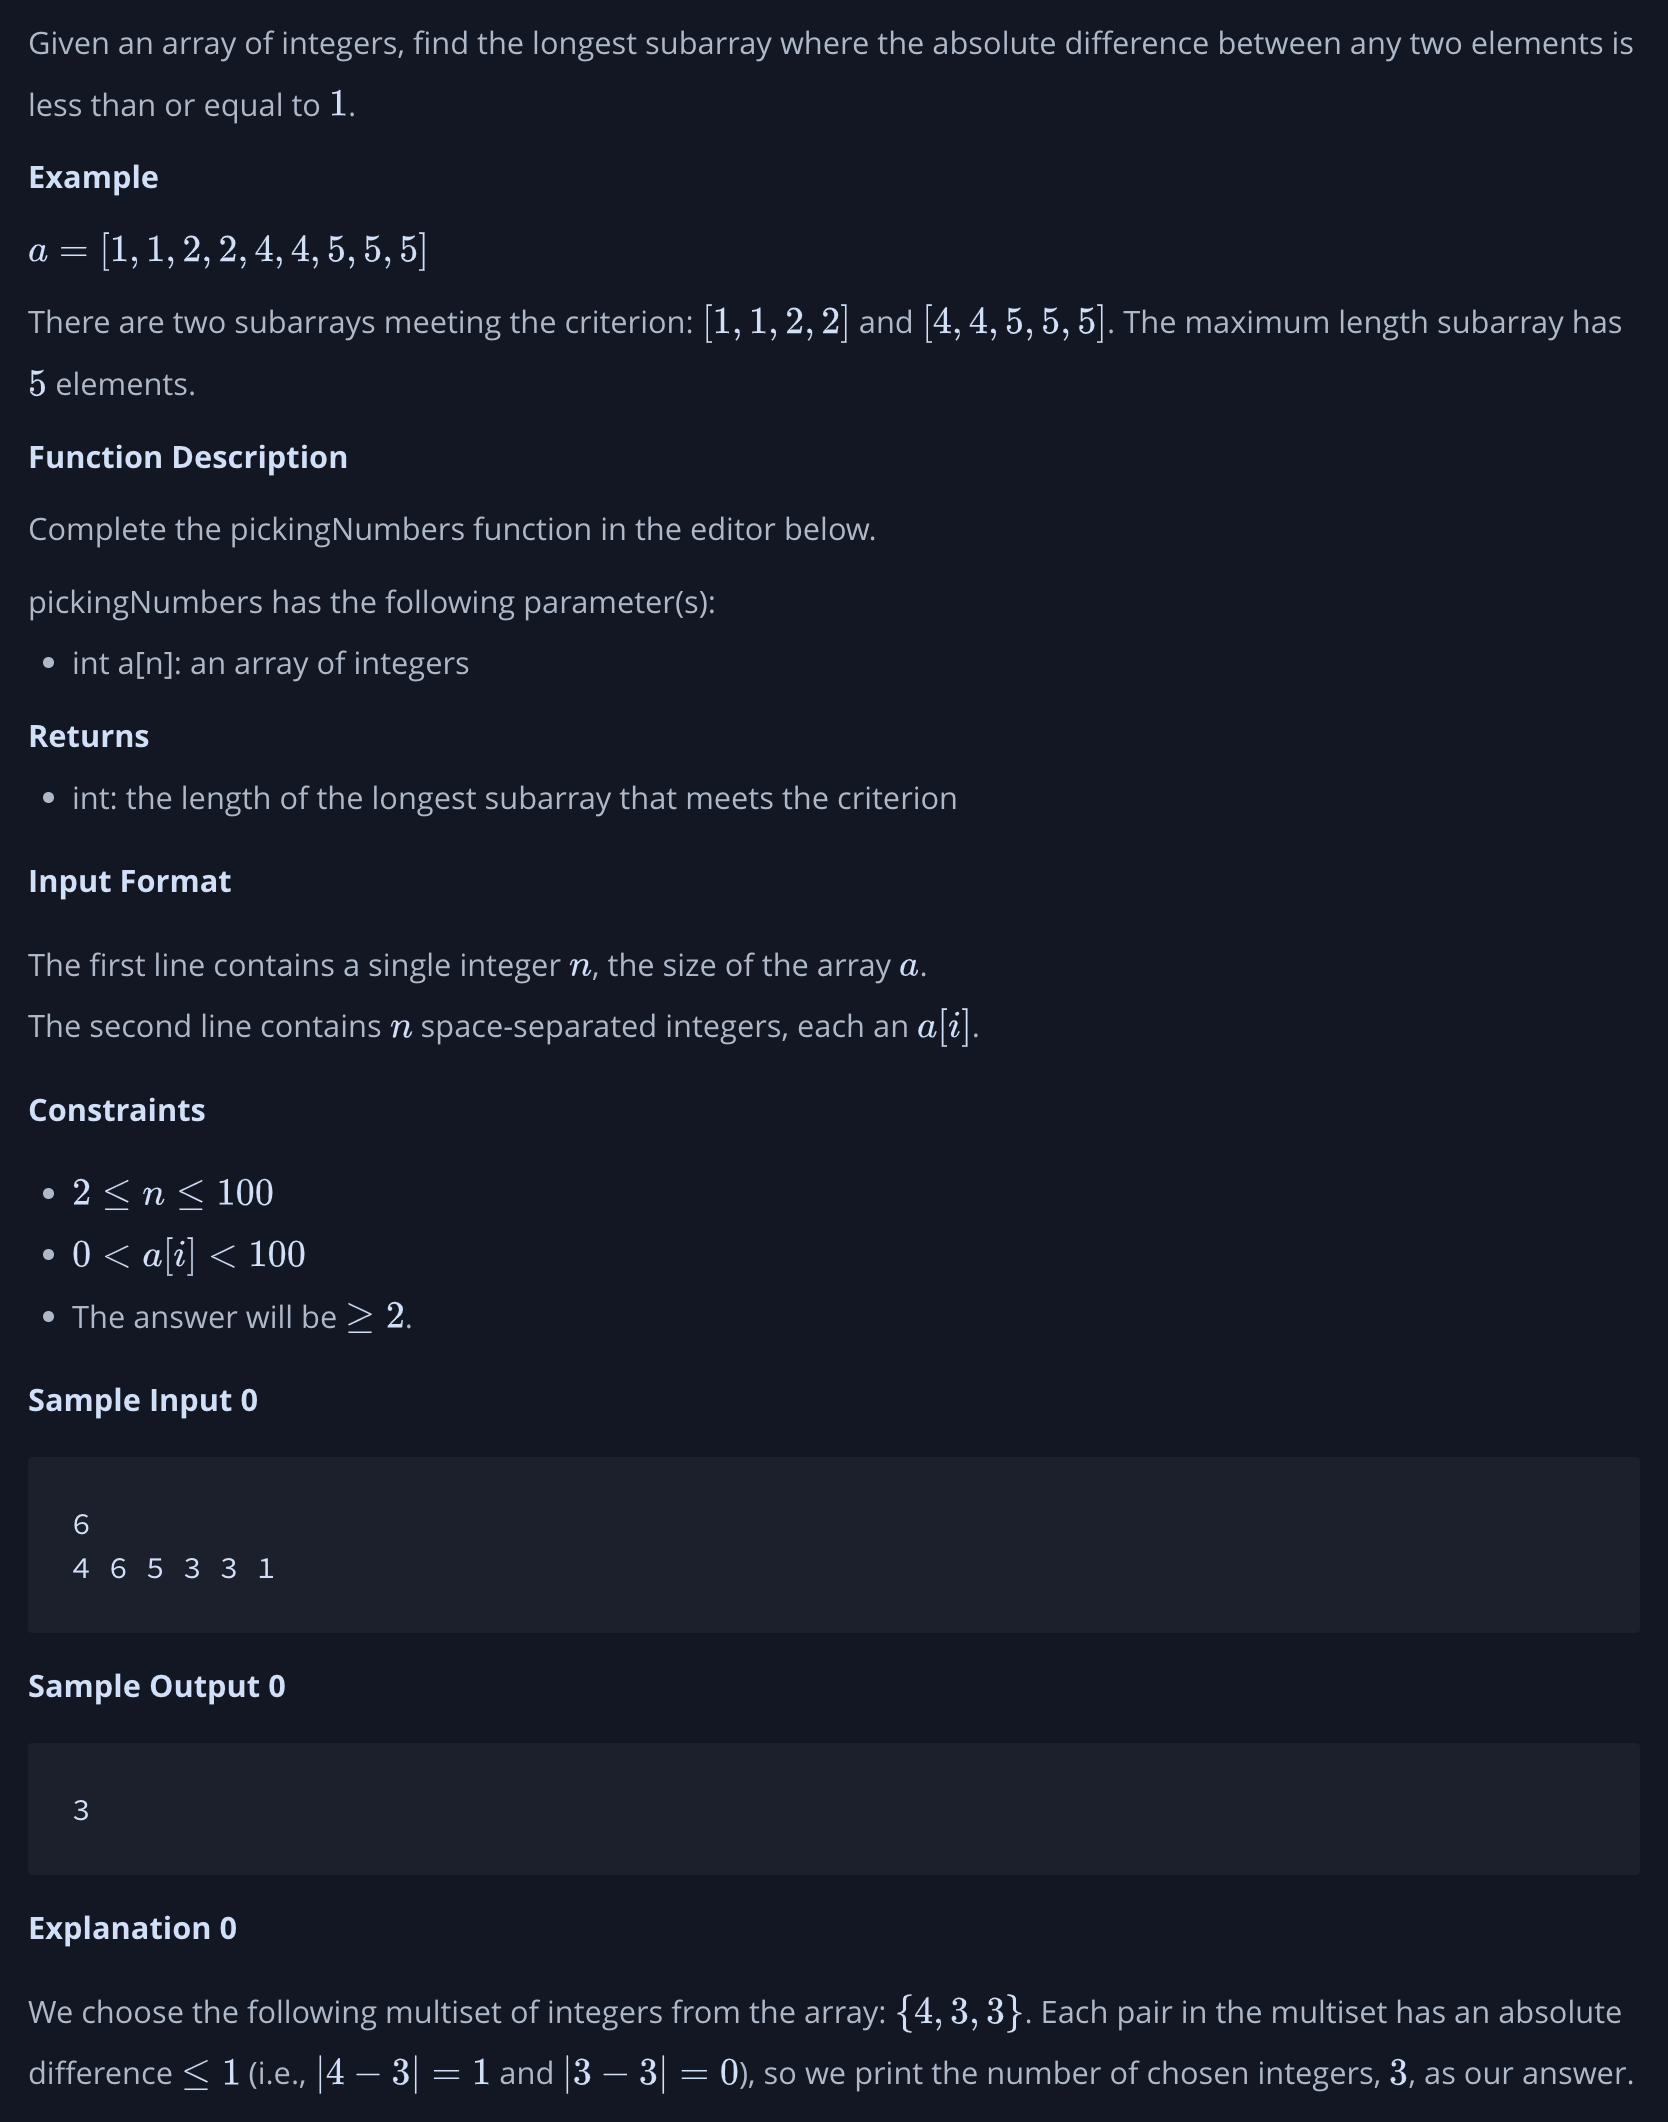 Given an array of integers, find the longest subarray where the absolute difference between any two elements is
less than or equal to 1.
Example
a = [1, 1, 2, 2, 4, 4, 5, 5, 5]
There are two subarrays meeting the criterion: [1, 1, 2, 2] and [4, 4, 5, 5, 5]. The maximum length subarray has
5 elements.
Function Description
Complete the pickingNumbers function in the editor below.
pickingNumbers has the following parameter(s):
• int a[n]: an array of integers
Returns
• int: the length of the longest subarray that meets the criterion
Input Format
The first line contains a single integer n, the size of the array a.
The second line contains n space-separated integers, each an a[i].
Constraints
• 2 ≤ n ≤ 100
• 0 < a[i] < 100
• The answer will be ≥ 2.
Sample Input 0
6
4 6 5 3 3 1
Sample Output 0
3
Explanation 0
We choose the following multiset of integers from the array: {4, 3, 3}. Each pair in the multiset has an absolute
difference ≤ 1 (i.e., |4 − 3| = 1 and |3 − 3| = 0), so we print the number of chosen integers, 3, as our answer.